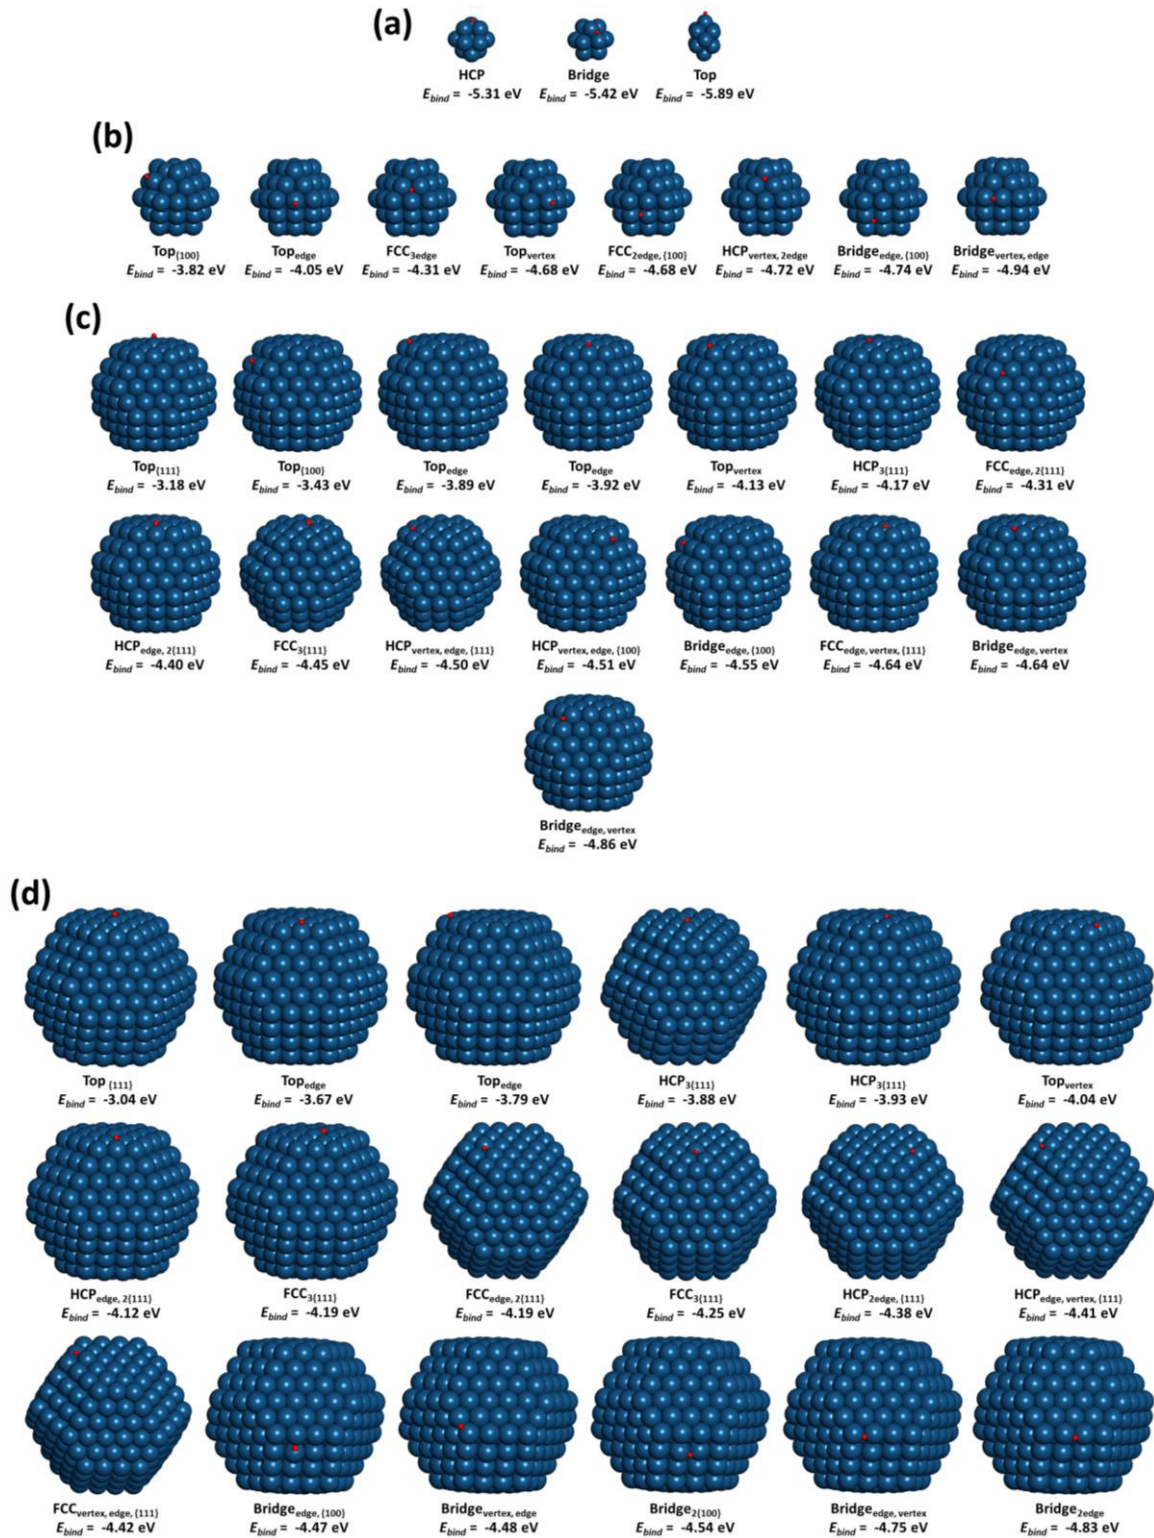 (a)
HCP Bridge Top
E_bind = -5.31 eV E_bind = -5.42 eV E_bind = -5.89 eV
(b)
Top{100} Top_edge FCC_3edge Top_vertex FCC_2edge, {100} HCP_vertex, 2edge Bridge_edge, {100} Bridge_vertex, edge
E_bind = -3.82 eV E_bind = -4.05 eV E_bind = -4.31 eV E_bind = -4.68 eV E_bind = -4.68 eV E_bind = -4.72 eV E_bind = -4.74 eV E_bind = -4.94 eV
(c)
Top{111} Top{100} Top_edge Top_edge Top_vertex HCP_3{111} FCC_edge, 2{111}
E_bind = -3.18 eV E_bind = -3.43 eV E_bind = -3.89 eV E_bind = -3.92 eV E_bind = -4.13 eV E_bind = -4.17 eV E_bind = -4.31 eV
HCP_edge, 2{111} FCC_3{111} HCP_vertex, edge, {111} HCP_vertex, edge, {100} Bridge_edge, {100} FCC_edge, vertex, {111} Bridge_edge, vertex
E_bind = -4.40 eV E_bind = -4.45 eV E_bind = -4.50 eV E_bind = -4.51 eV E_bind = -4.55 eV E_bind = -4.64 eV E_bind = -4.64 eV
Bridge_edge, vertex
E_bind = -4.86 eV
(d)
Top {111} Top_edge Top_edge HCP_3{111} HCP_3{111} Top_vertex
E_bind = -3.04 eV E_bind = -3.67 eV E_bind = -3.79 eV E_bind = -3.88 eV E_bind = -3.93 eV E_bind = -4.04 eV
HCP_edge, 2{111} FCC_3{111} FCC_edge, 2{111} FCC_3{111} HCP_2edge, {111} HCP_edge, vertex, {111}
E_bind = -4.12 eV E_bind = -4.19 eV E_bind = -4.19 eV E_bind = -4.25 eV E_bind = -4.38 eV E_bind = -4.41 eV
FCC_vertex, edge, {111} Bridge_edge, {100} Bridge_vertex, edge Bridge_2{100} Bridge_edge, vertex Bridge_2edge
E_bind = -4.42 eV E_bind = -4.47 eV E_bind = -4.48 eV E_bind = -4.54 eV E_bind = -4.75 eV E_bind = -4.83 eV